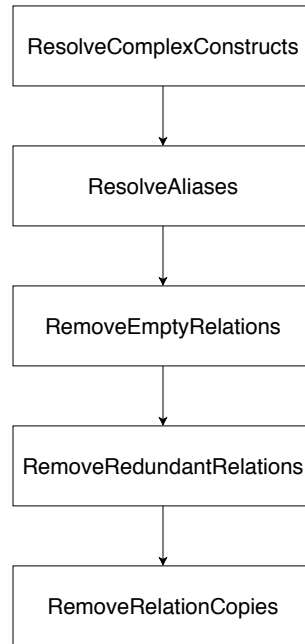 ResolveComplexConstructs
ResolveAliases
RemoveEmptyRelations
RemoveRedundantRelations
RemoveRelationCopies